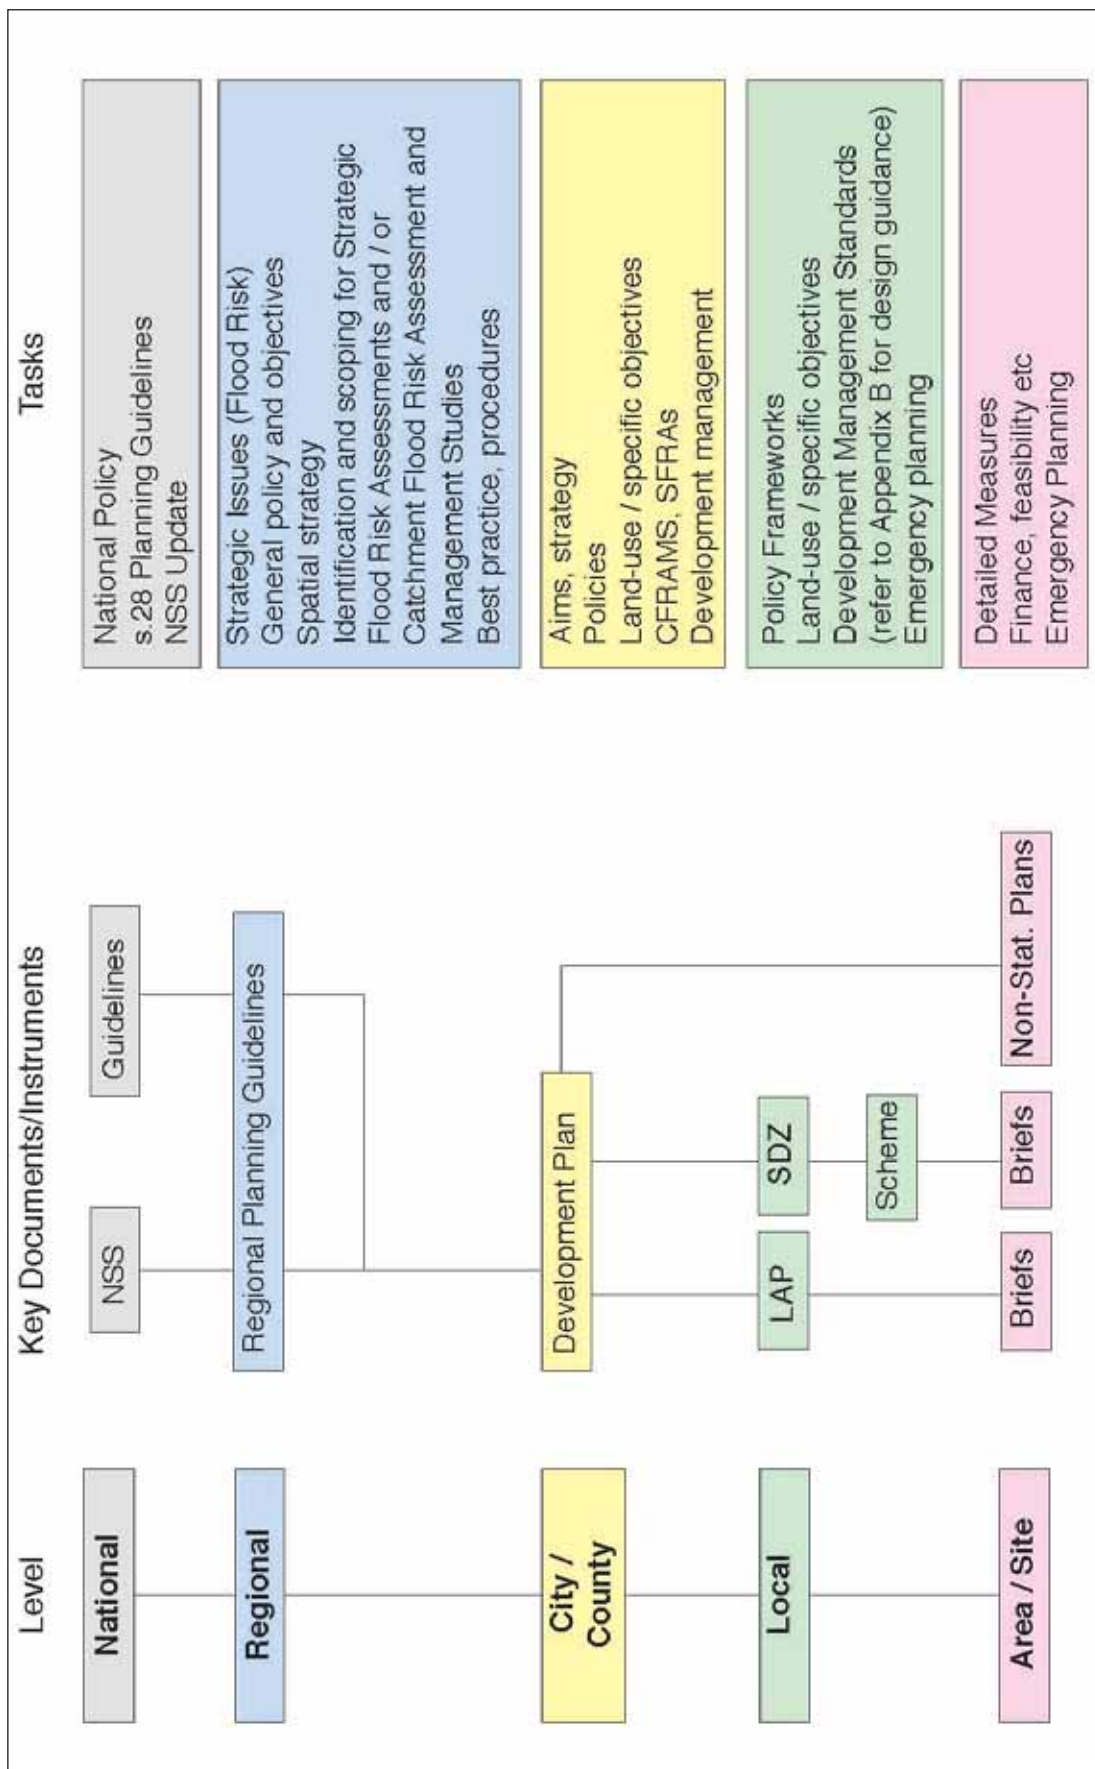 Level
Key Documents/Instruments
Tasks
National
NSS
Guidelines
National Policy
s.28 Planning Guidelines
NSS Update
Regional
Regional Planning Guidelines
Strategic Issues (Flood Risk)
General policy and objectives
Spatial strategy
Identification and scoping for Strategic
Flood Risk Assessments and / or
Catchment Flood Risk Assessment and
Management Studies
Best practice, procedures
City /
County
Development Plan
Aims, strategy
Policies
Land-use / specific objectives
CFRAMS, SFRAs
Development management
Local
LAP
SDZ
Scheme
Policy Frameworks
Land-use / specific objectives
Development Management Standards
(refer to Appendix B for design guidance)
Emergency planning
Area / Site
Briefs
Briefs
Non-Stat. Plans
Detailed Measures
Finance, feasibility etc
Emergency Planning